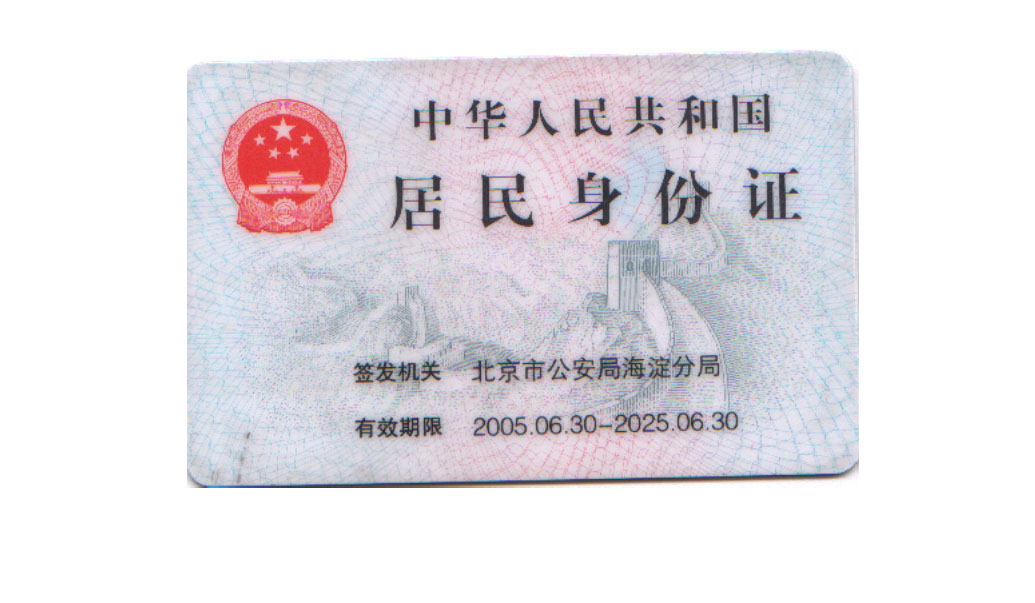 中华人民共和国
居民身份证
签发机关 北京市公安局海淀分局
有效期限 2005.06.30-2025.06.30